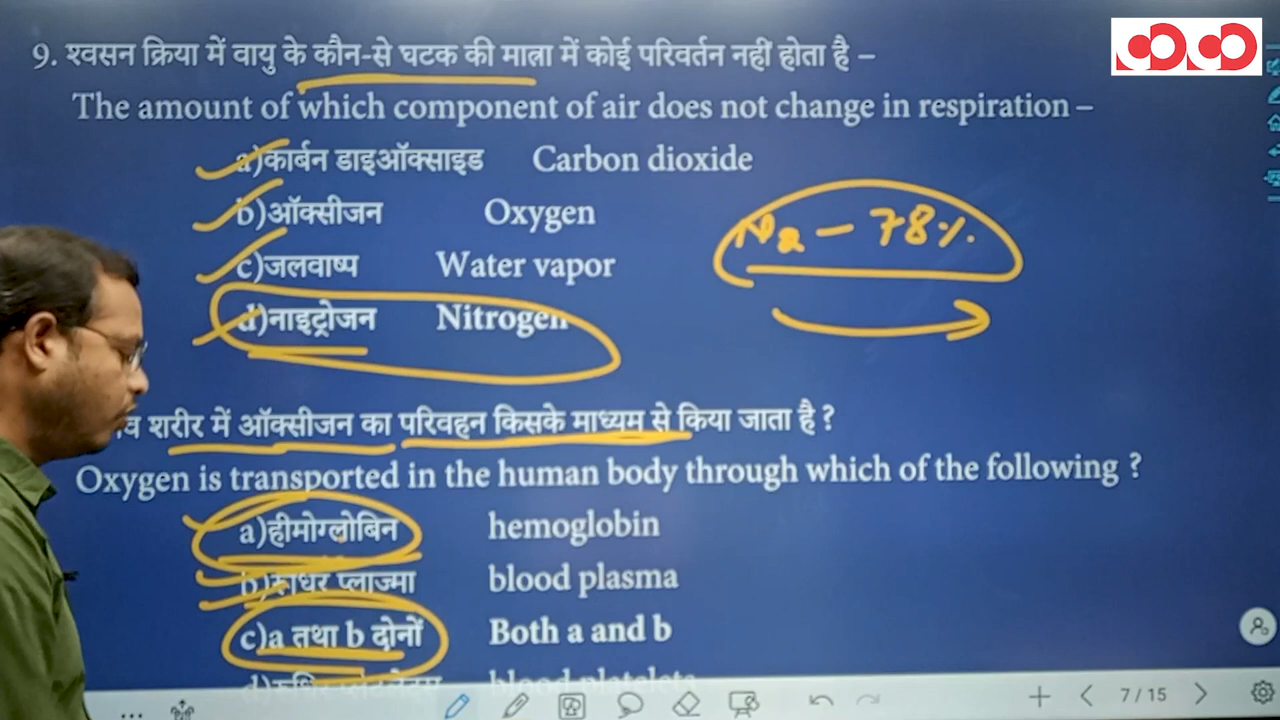 9. श्वसन क्रिया में वायु के कौन-से घटक की मात्रा में कोई परिवर्तन नहीं होता है –
The amount of which component of air does not change in respiration –
a)कार्बन डाइऑक्साइड Carbon dioxide
b)ऑक्सीजन Oxygen
c)जलवाष्प Water vapor
d)नाइट्रोजन Nitrogen
N2 – 78%
शरीर में ऑक्सीजन का परिवहन किसके माध्यम से किया जाता है ?
Oxygen is transported in the human body through which of the following ?
a)हीमोग्लोबिन hemoglobin
b)रुधिर प्लाज्मा blood plasma
c)a तथा b दोनों Both a and b
blood platelets
7 / 15